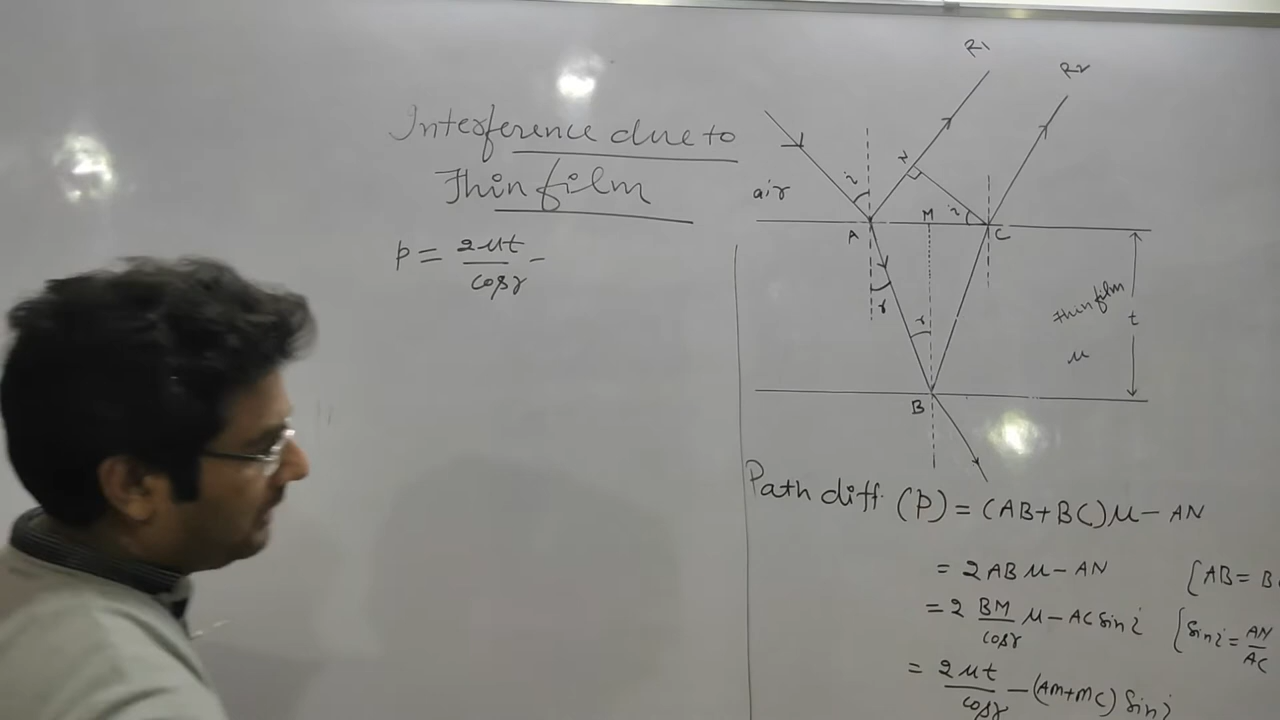 Interference due to
Thin film
p = 2μt/cosr -
R1
R2
air
i
N
M
i
A
C
r
r
thin film
t
μ
B
Path diff. (p) = (AB+BC)μ - AN
= 2ABμ - AN {AB = B
= 2 BM/cosr μ - AC sin i {sin i = AN/AC
= 2μt/cosr - (AM+MC) sin i